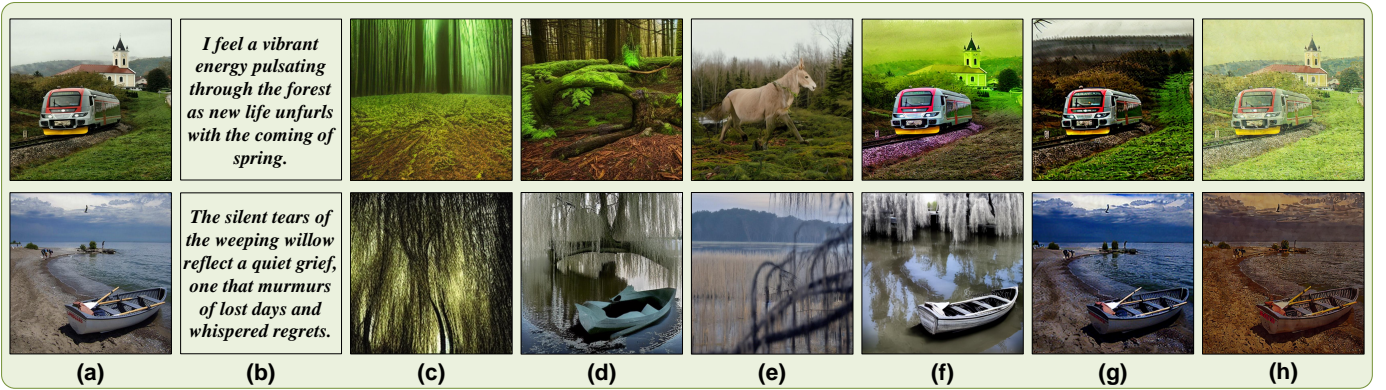 I feel a vibrant
energy pulsating
through the forest
as new life unfurls
with the coming of
spring.
The silent tears of
the weeping willow
reflect a quiet grief,
one that murmurs
of lost days and
whispered regrets.
(a) (b) (c) (d) (e) (f) (g) (h)